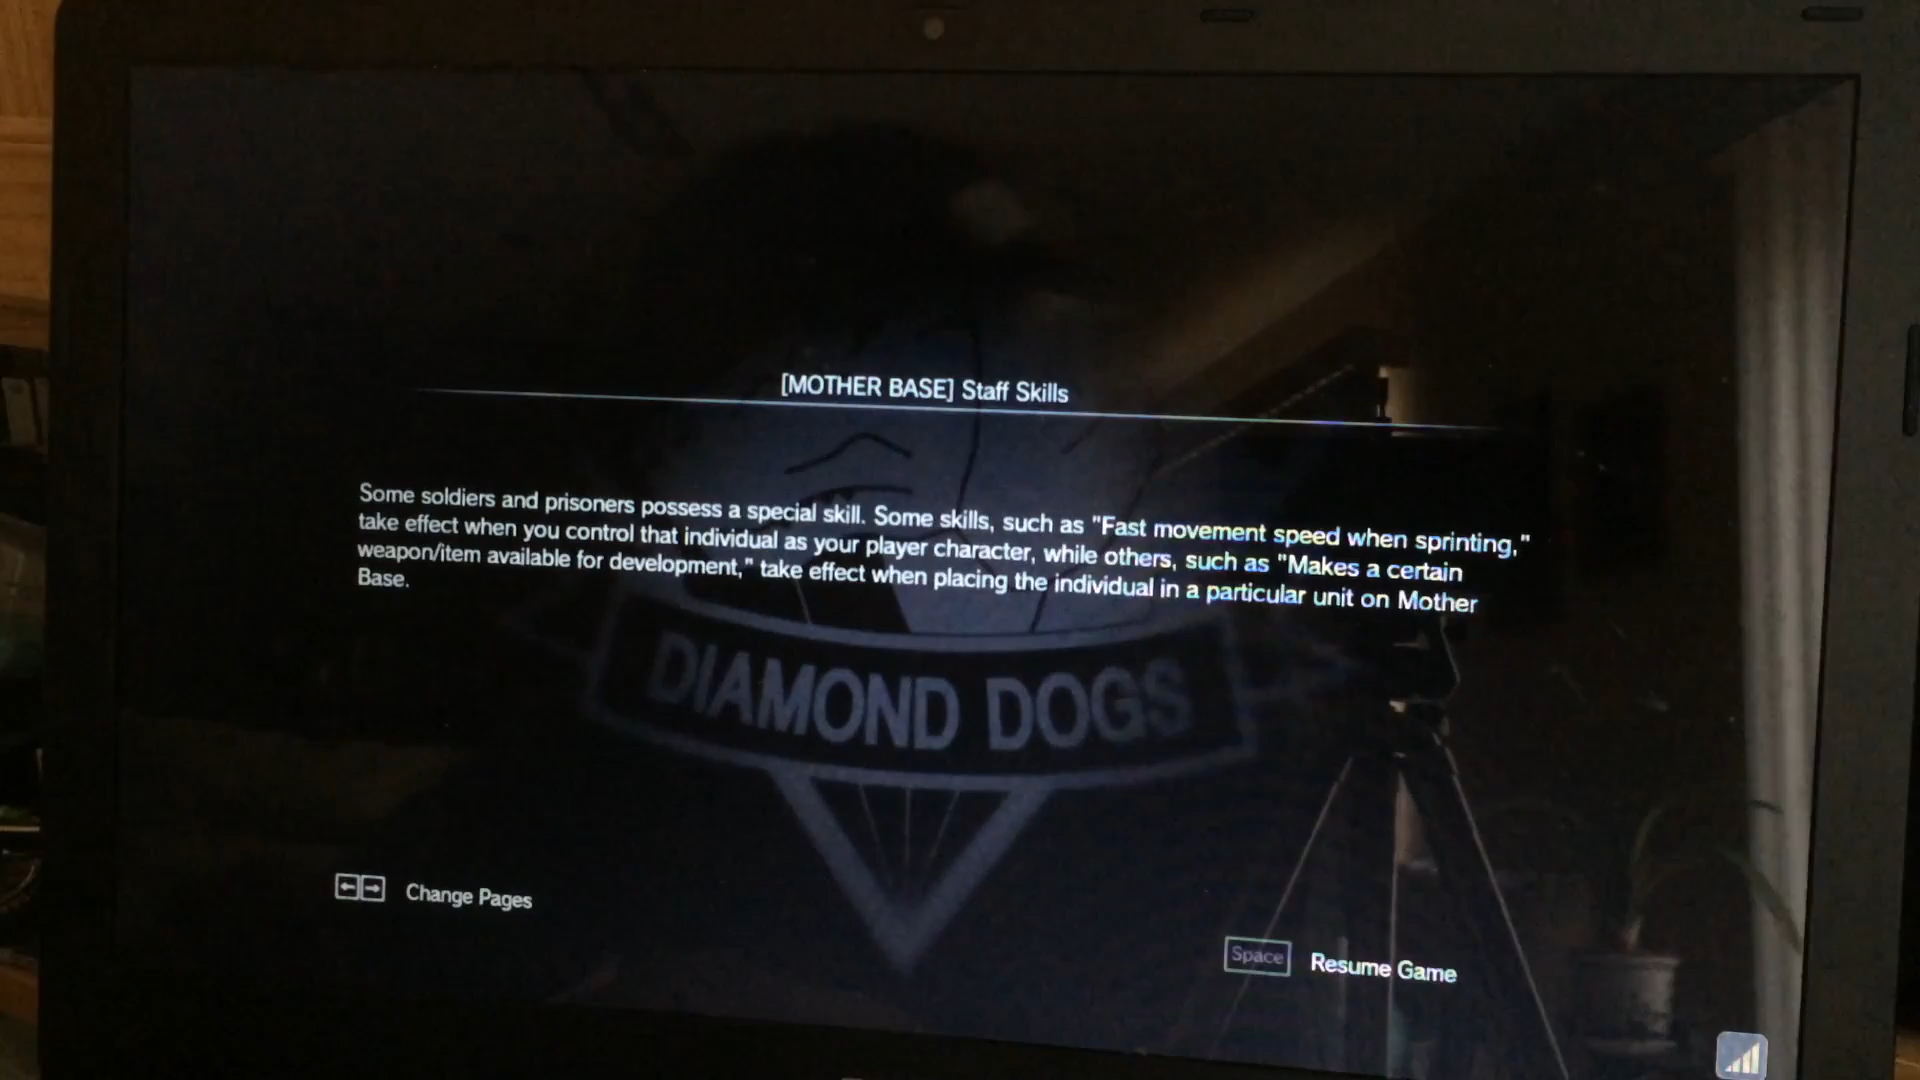 [MOTHER BASE] Staff Skills
Some soldiers and prisoners possess a special skill. Some skills, such as "Fast movement speed when sprinting,"
take effect when you control that individual as your player character, while others, such as "Makes a certain
weapon/item available for development," take effect when placing the individual in a particular unit on Mother
Base.
DIAMOND DOGS
Change Pages
Space Resume Game